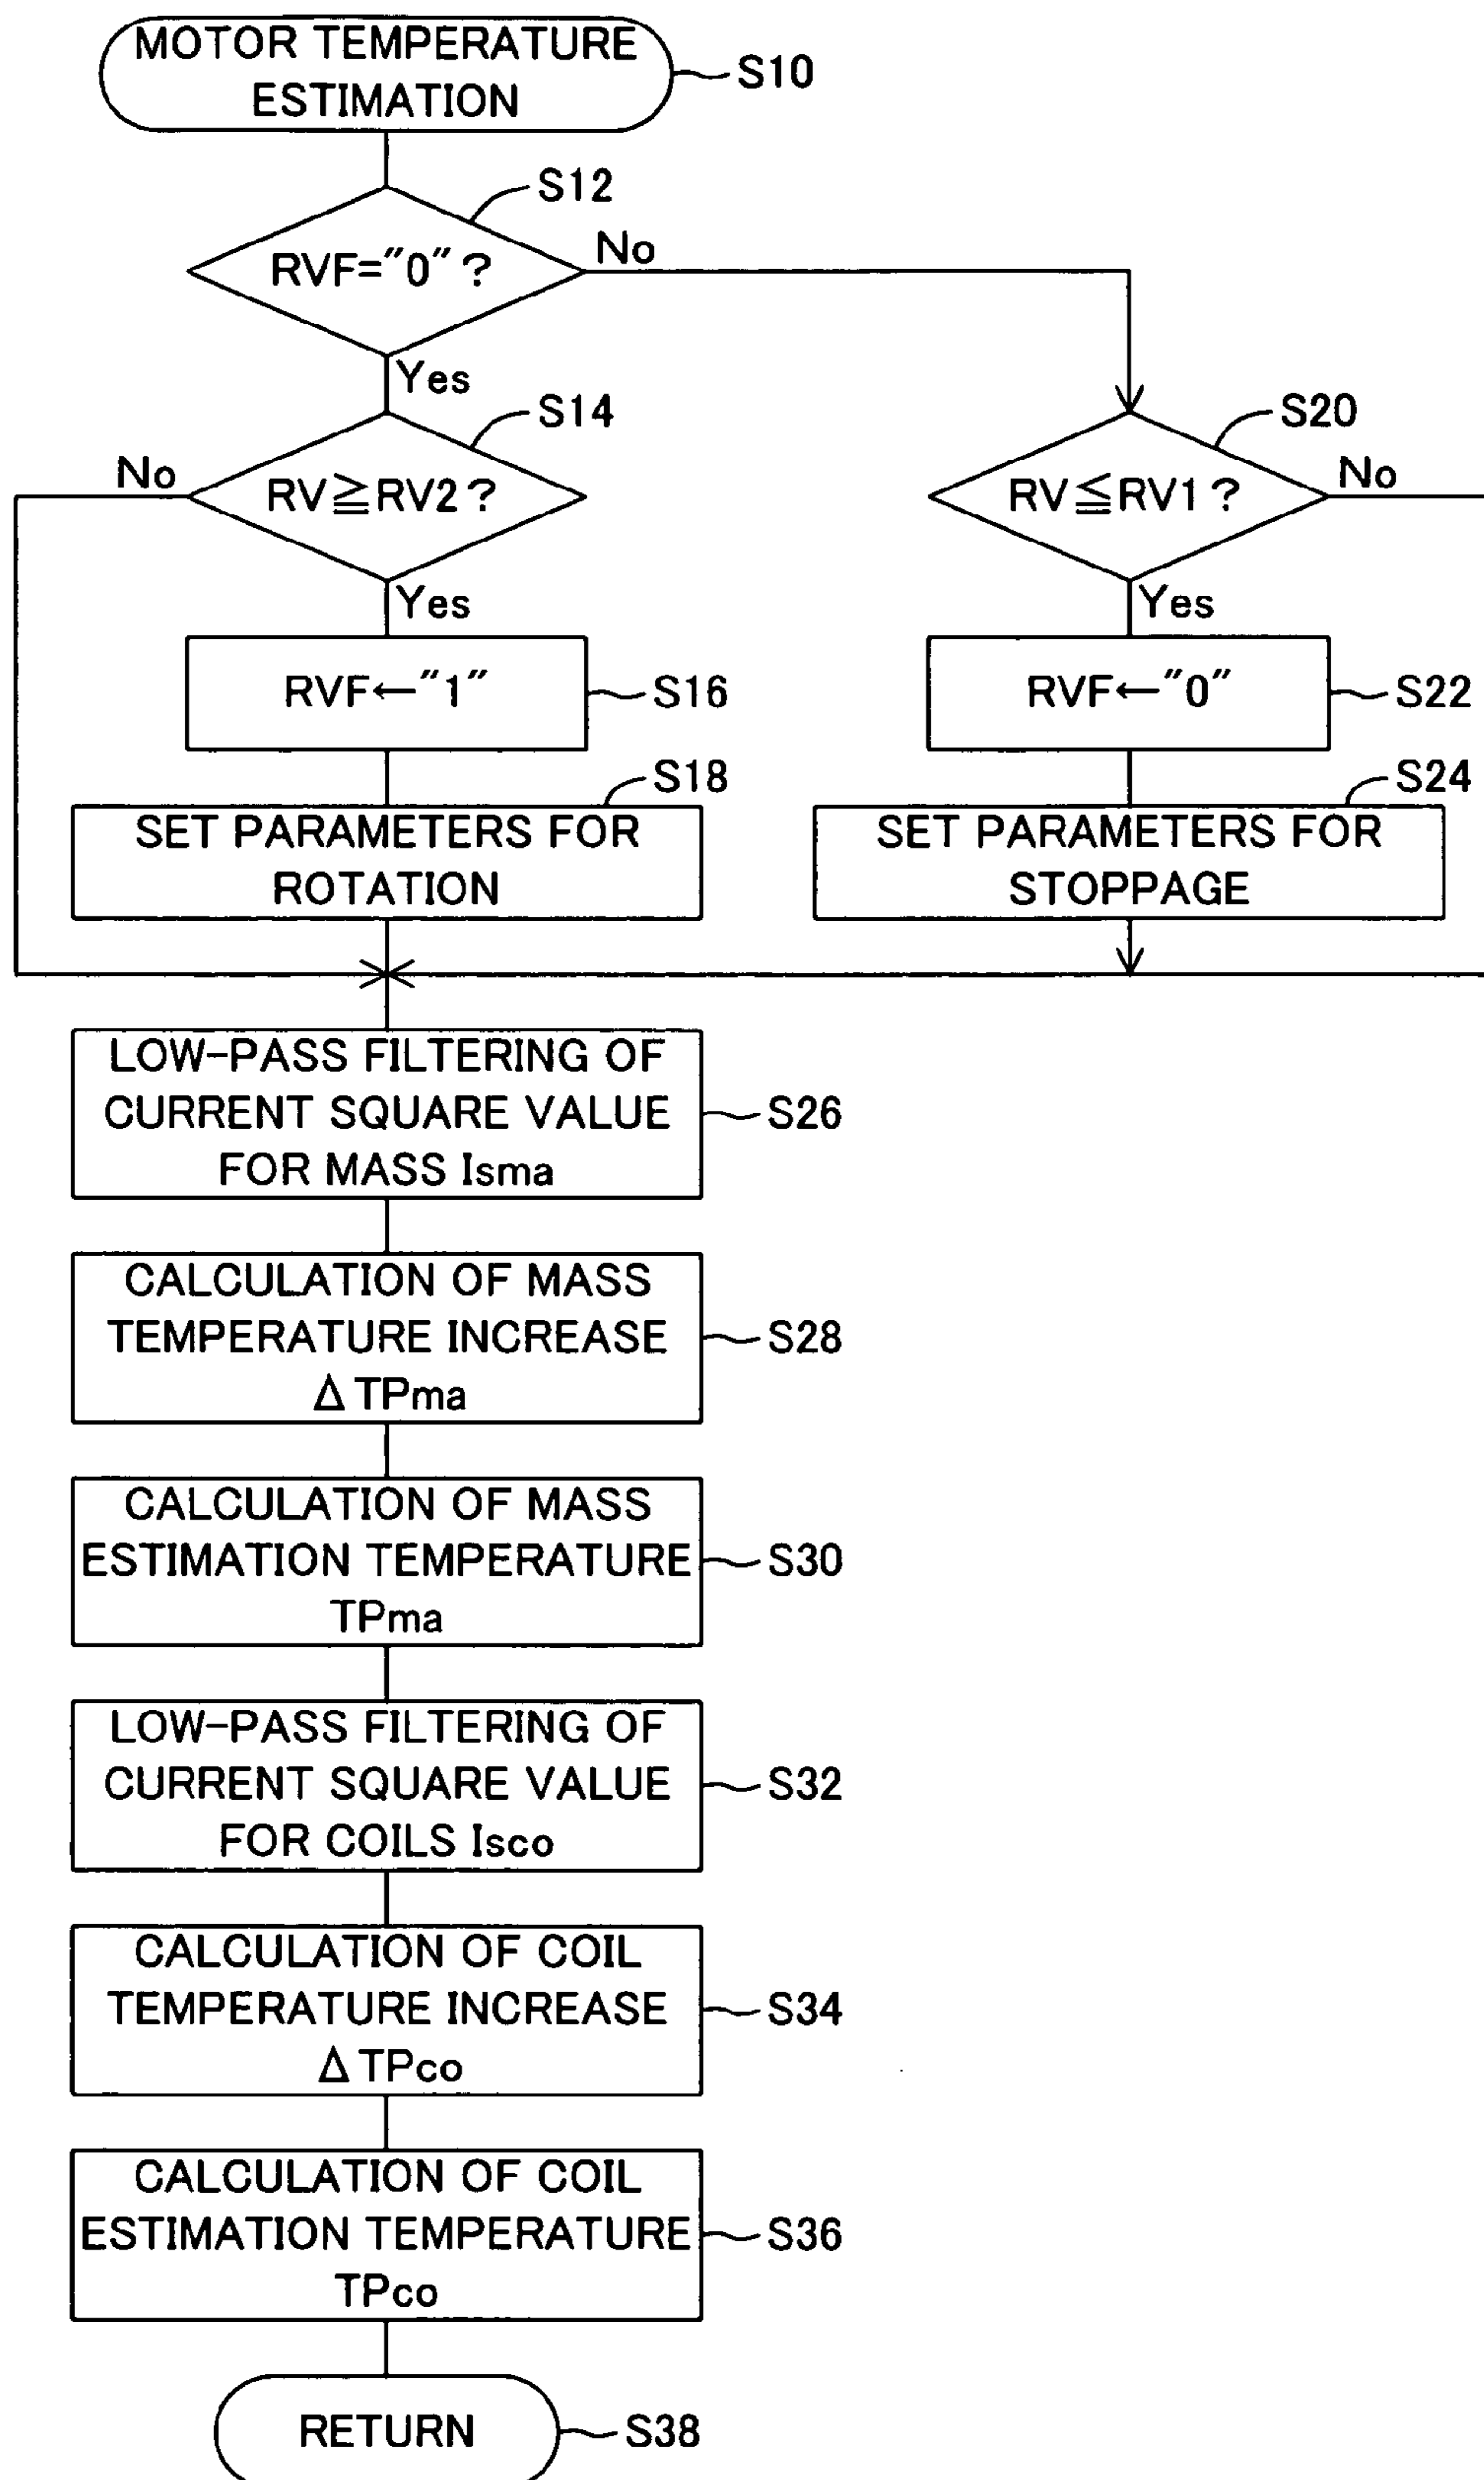 MOTOR TEMPERATURE
ESTIMATION
S10
S12
RVF="0"?
No
Yes
S14
No
RV≧RV2?
Yes
S20
RV≦RV1?
No
Yes
RVF←"1"
S16
RVF←"0"
S22
S18
SET PARAMETERS FOR
ROTATION
S24
SET PARAMETERS FOR
STOPPAGE
LOW-PASS FILTERING OF
CURRENT SQUARE VALUE
FOR MASS Isma
S26
CALCULATION OF MASS
TEMPERATURE INCREASE
Δ TPma
S28
CALCULATION OF MASS
ESTIMATION TEMPERATURE
TPma
S30
LOW-PASS FILTERING OF
CURRENT SQUARE VALUE
FOR COILS Isco
S32
CALCULATION OF COIL
TEMPERATURE INCREASE
Δ TPco
S34
CALCULATION OF COIL
ESTIMATION TEMPERATURE
TPco
S36
RETURN
S38